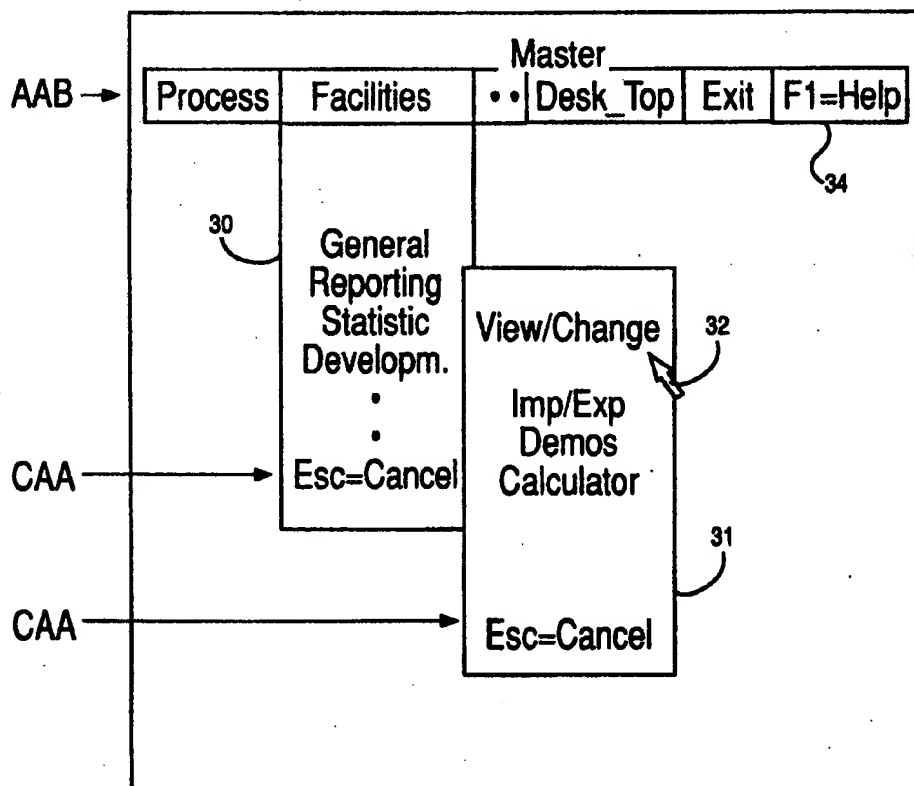 Master
AAB
Process Facilities •• Desk_Top Exit F1=Help
34
30
General
Reporting
Statistic
Developm.
•
•
Esc=Cancel
CAA
View/Change
32
Imp/Exp
Demos
Calculator
31
CAA
Esc=Cancel